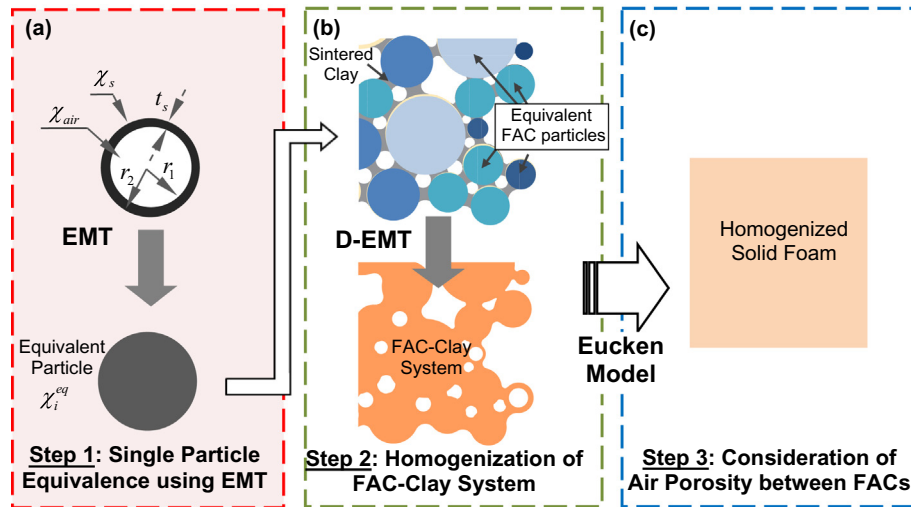 (a)
χs
ts
χair
r2
r1
EMT
Equivalent
Particle
χi^eq
Step 1: Single Particle
Equivalence using EMT
(b)
Sintered
Clay
Equivalent
FAC particles
D-EMT
FAC-Clay
System
Step 2: Homogenization of
FAC-Clay System
Eucken
Model
(c)
Homogenized
Solid Foam
Step 3: Consideration of
Air Porosity between FACs